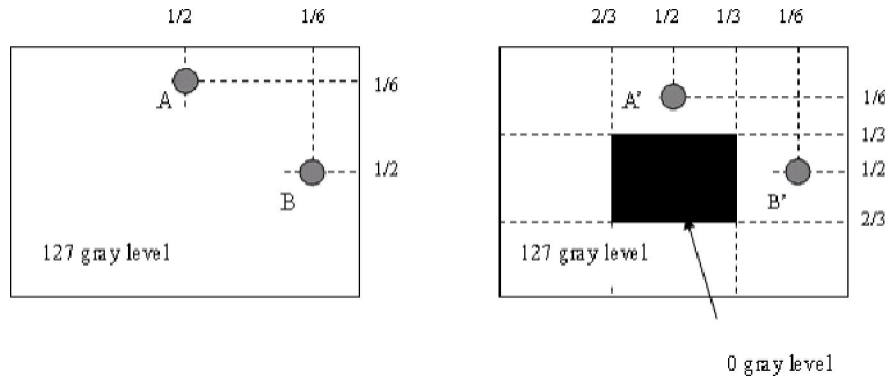 1/2 1/6
2/3 1/2 1/3 1/6
A
1/6
B
1/2
127 gray level
A'
1/6
1/3
1/2
B'
2/3
127 gray level
0 gray level